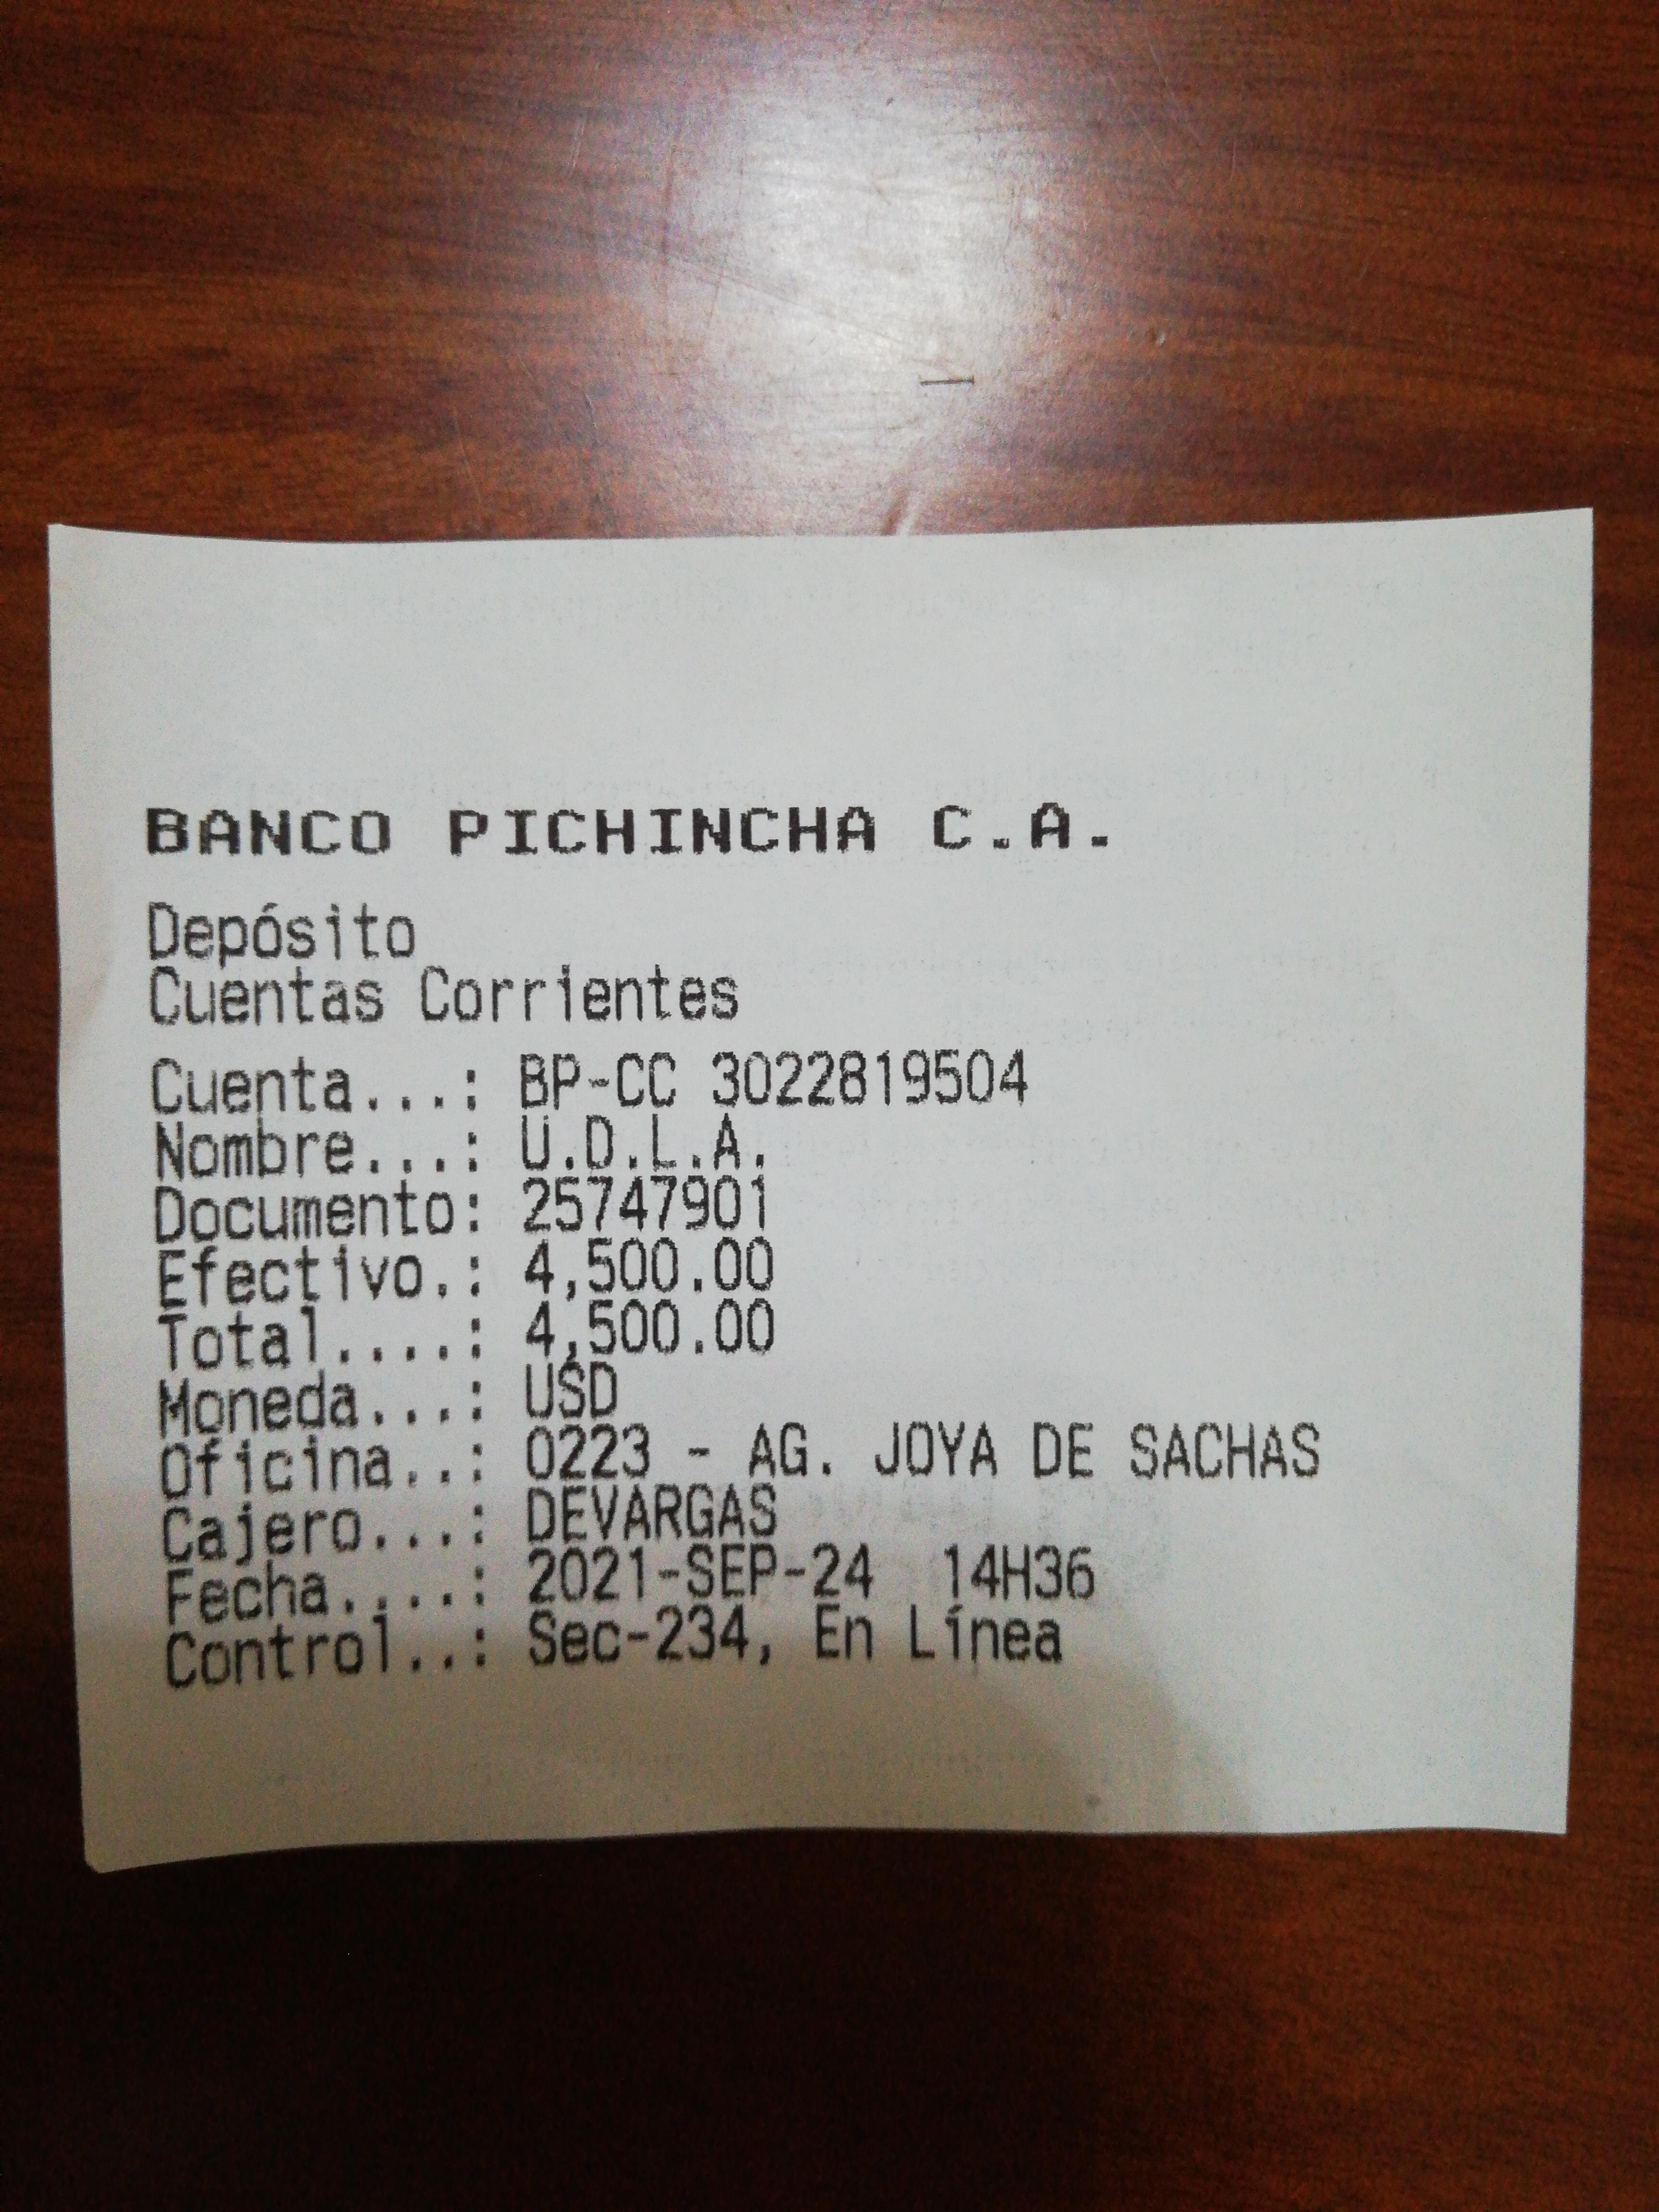 BANCO PICHINCHA C.A.
Depósito
Cuentas Corrientes
Cuenta...: BP-CC 3022819504
Nombre...: U.D.L.A.
Documento: 25747901
Efectivo.: 4,500.00
Total....: 4,500.00
Moneda...: USD
Oficina..: 0223 - AG. JOYA DE SACHAS
Cajero...: DEVARGAS
Fecha....: 2021-SEP-24  14H36
Control..: Sec-234, En Línea